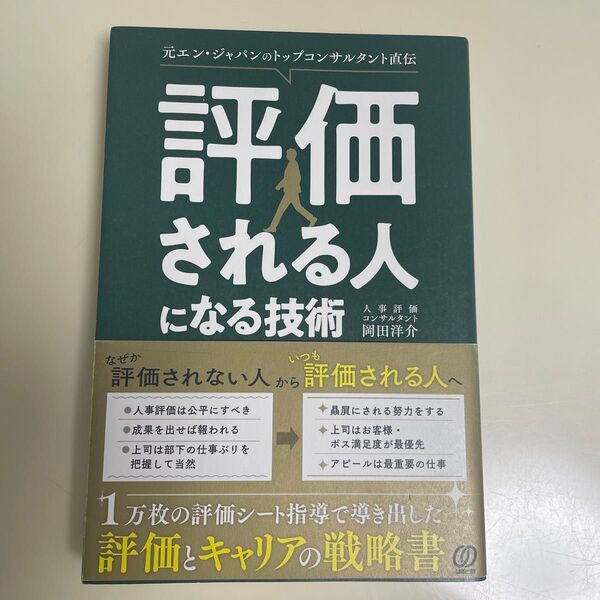 元エン・ジャパンのトップコンサルタント直伝
評価
される人
になる技術
人事評価
コンサルタント
岡田洋介
なぜか
評価されない人から
いつも
評価される人へ
●人事評価は公平にすべき
●成果を出せば報われる
●上司は部下の仕事ぶりを
把握して当然
贔屓にされる努力をする
上司はお客様・
ボス満足度が最優先
アピールは最重要の仕事
1万枚の評価シート指導で導き出した
評価とキャリアの戦略書